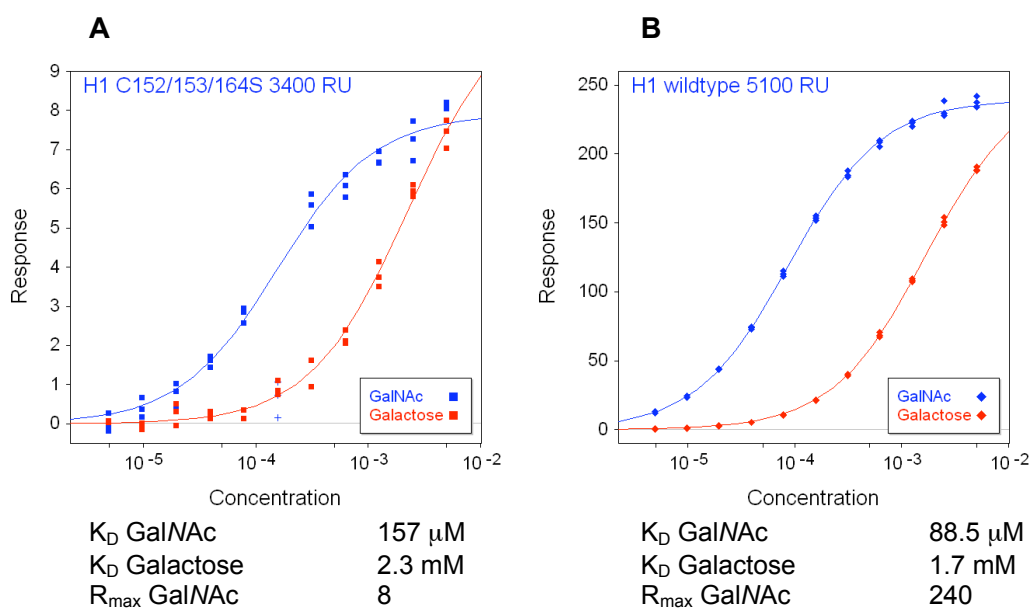 A
H1 C152/153/164S 3400 RU
Response
9
8
7
6
5
4
3
2
1
0
GalNAc
Galactose
10-5
10-4
10-3
10-2
Concentration
K_D GalNAc 157 μM
K_D Galactose 2.3 mM
R_max GalNAc 8
B
H1 wildtype 5100 RU
Response
250
200
150
100
50
0
GalNAc
Galactose
10-5
10-4
10-3
10-2
Concentration
K_D GalNAc 88.5 μM
K_D Galactose 1.7 mM
R_max GalNAc 240